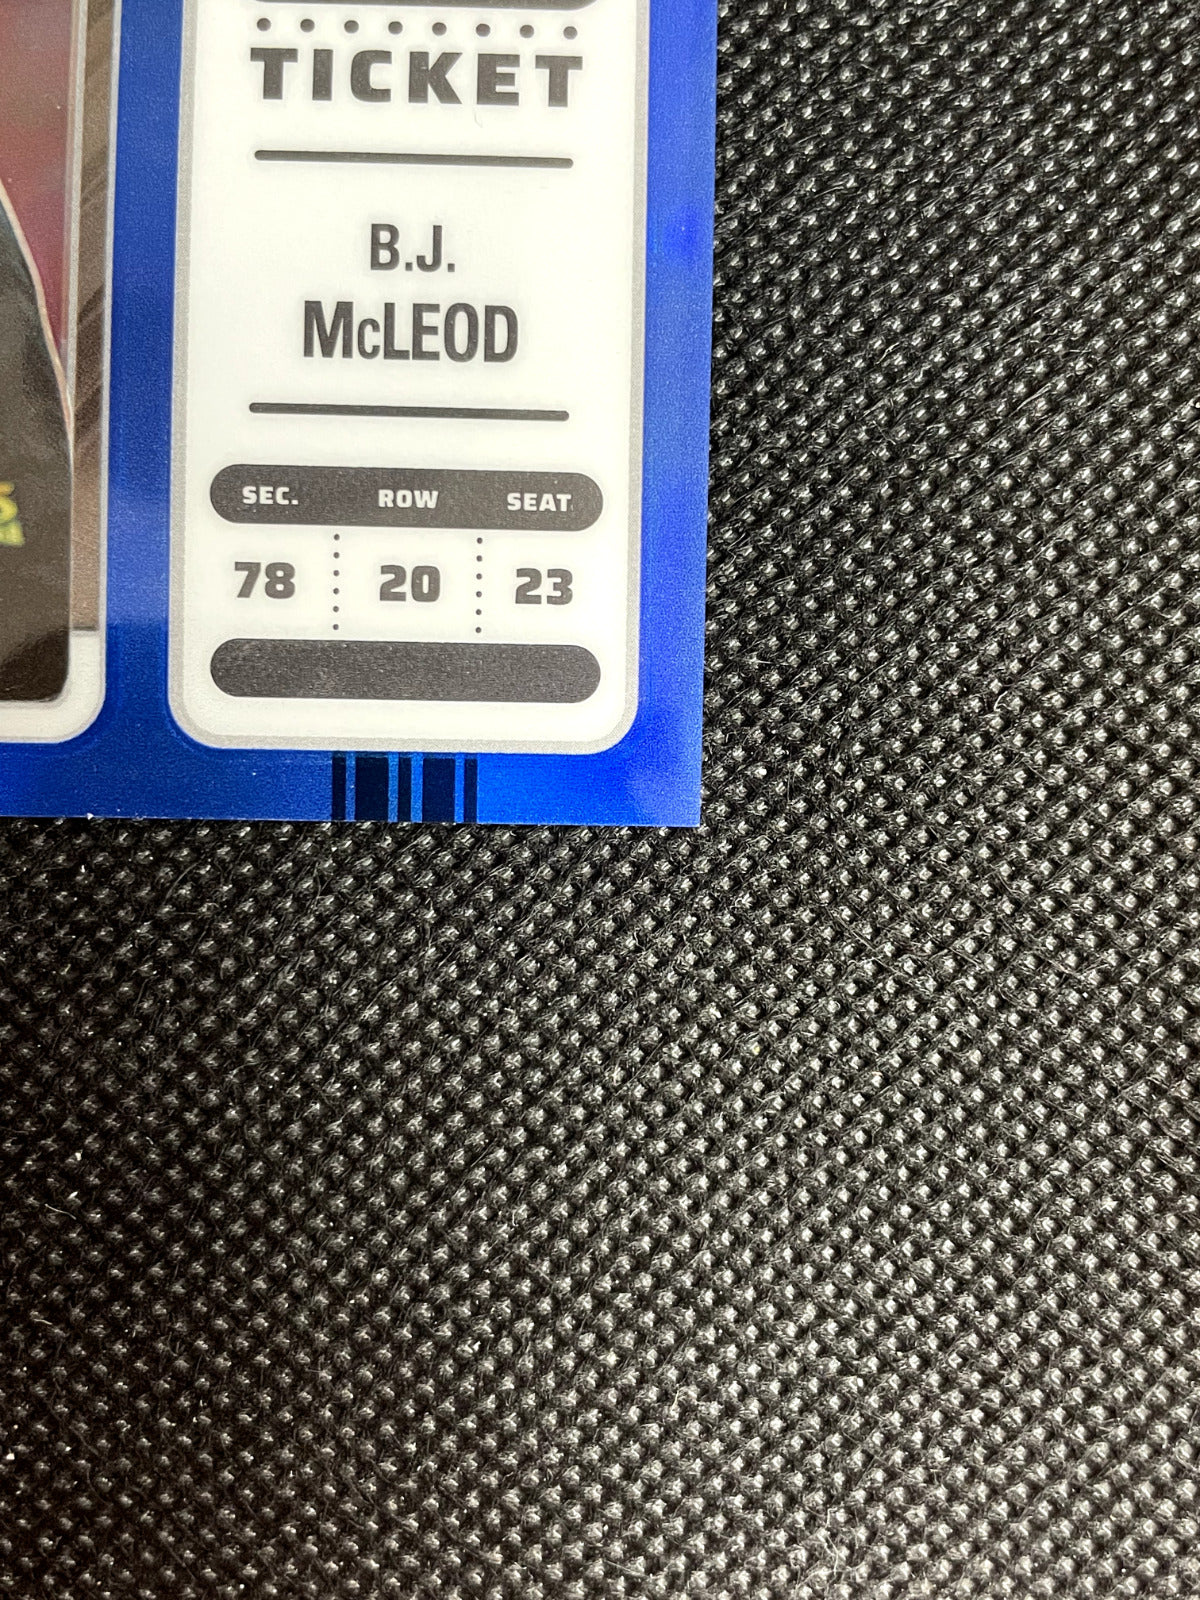 TICKET
B.J.
McLEOD
SEC. ROW SEAT
78 20 23